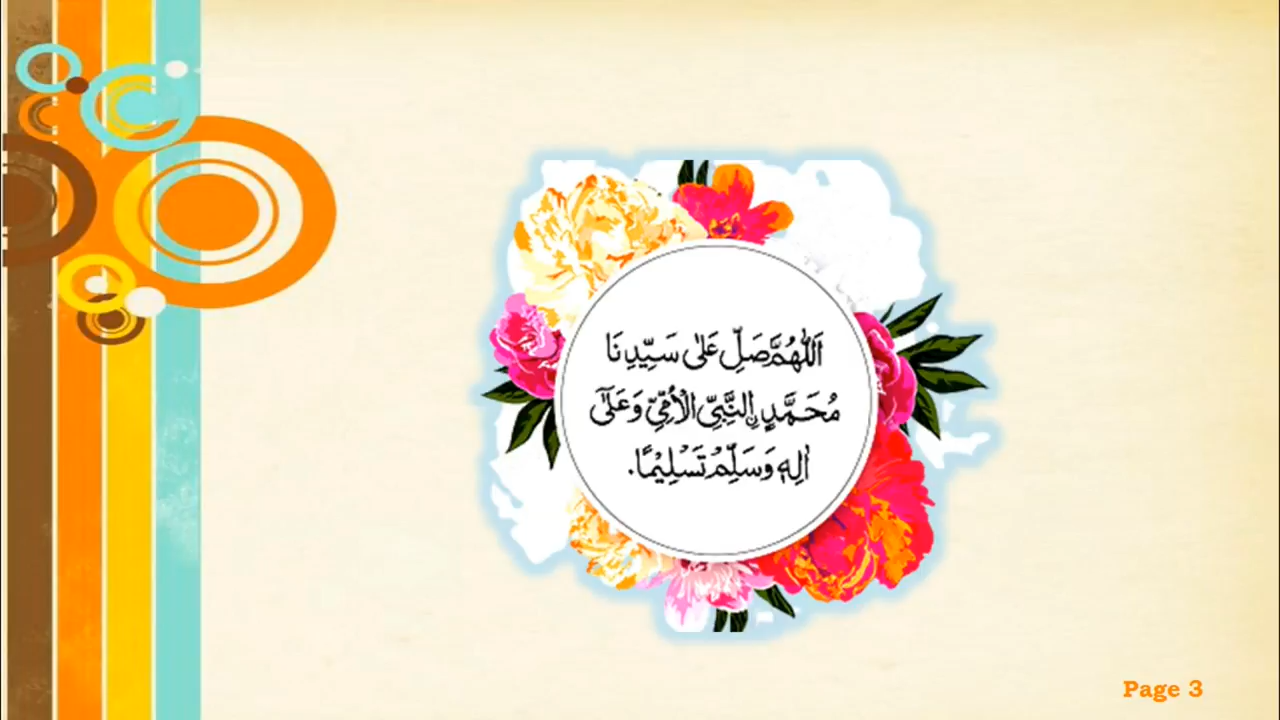 اَللّٰهُمَّ صَلِّ عَلٰى سَيِّدِنَا
مُحَمَّدٍ ِۨالنَّبِيِّ الْاُمِّيِّ وَعَلٰٓى
اٰلِهٖ وَسَلِّمْ تَسْلِيْمًا.
Page 3